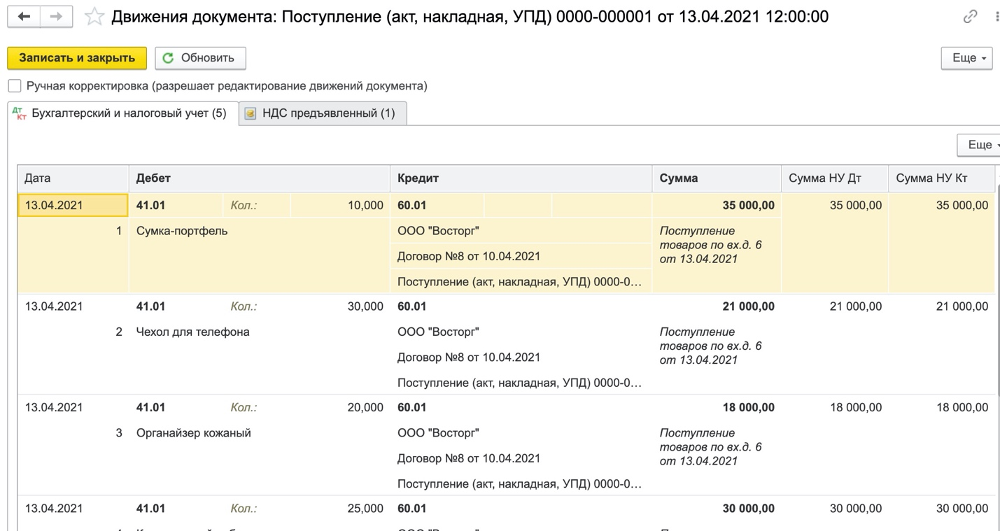 Движения документа: Поступление (акт, накладная, УПД) 0000-000001 от 13.04.2021 12:00:00
Записать и закрыть Обновить Еще
Ручная корректировка (разрешает редактирование движений документа)
Дт Кт Бухгалтерский и налоговый учет (5) НДС предъявленный (1)
Еще
Дата Дебет Кредит Сумма Сумма НУ Дт Сумма НУ Кт
13.04.2021 41.01 Кол.: 10,000 60.01 35 000,00 35 000,00 35 000,00
1 Сумка-портфель ООО "Восторг" Поступление
Договор №8 от 10.04.2021 товаров по вх.д. 6
от 13.04.2021
Поступление (акт, накладная, УПД) 0000-0...
13.04.2021 41.01 Кол.: 30,000 60.01 21 000,00 21 000,00 21 000,00
2 Чехол для телефона ООО "Восторг" Поступление
Договор №8 от 10.04.2021 товаров по вх.д. 6
от 13.04.2021
Поступление (акт, накладная, УПД) 0000-0...
13.04.2021 41.01 Кол.: 20,000 60.01 18 000,00 18 000,00 18 000,00
3 Органайзер кожаный ООО "Восторг" Поступление
Договор №8 от 10.04.2021 товаров по вх.д. 6
от 13.04.2021
Поступление (акт, накладная, УПД) 0000-0...
13.04.2021 41.01 Кол.: 25,000 60.01 30 000,00 30 000,00 30 000,00